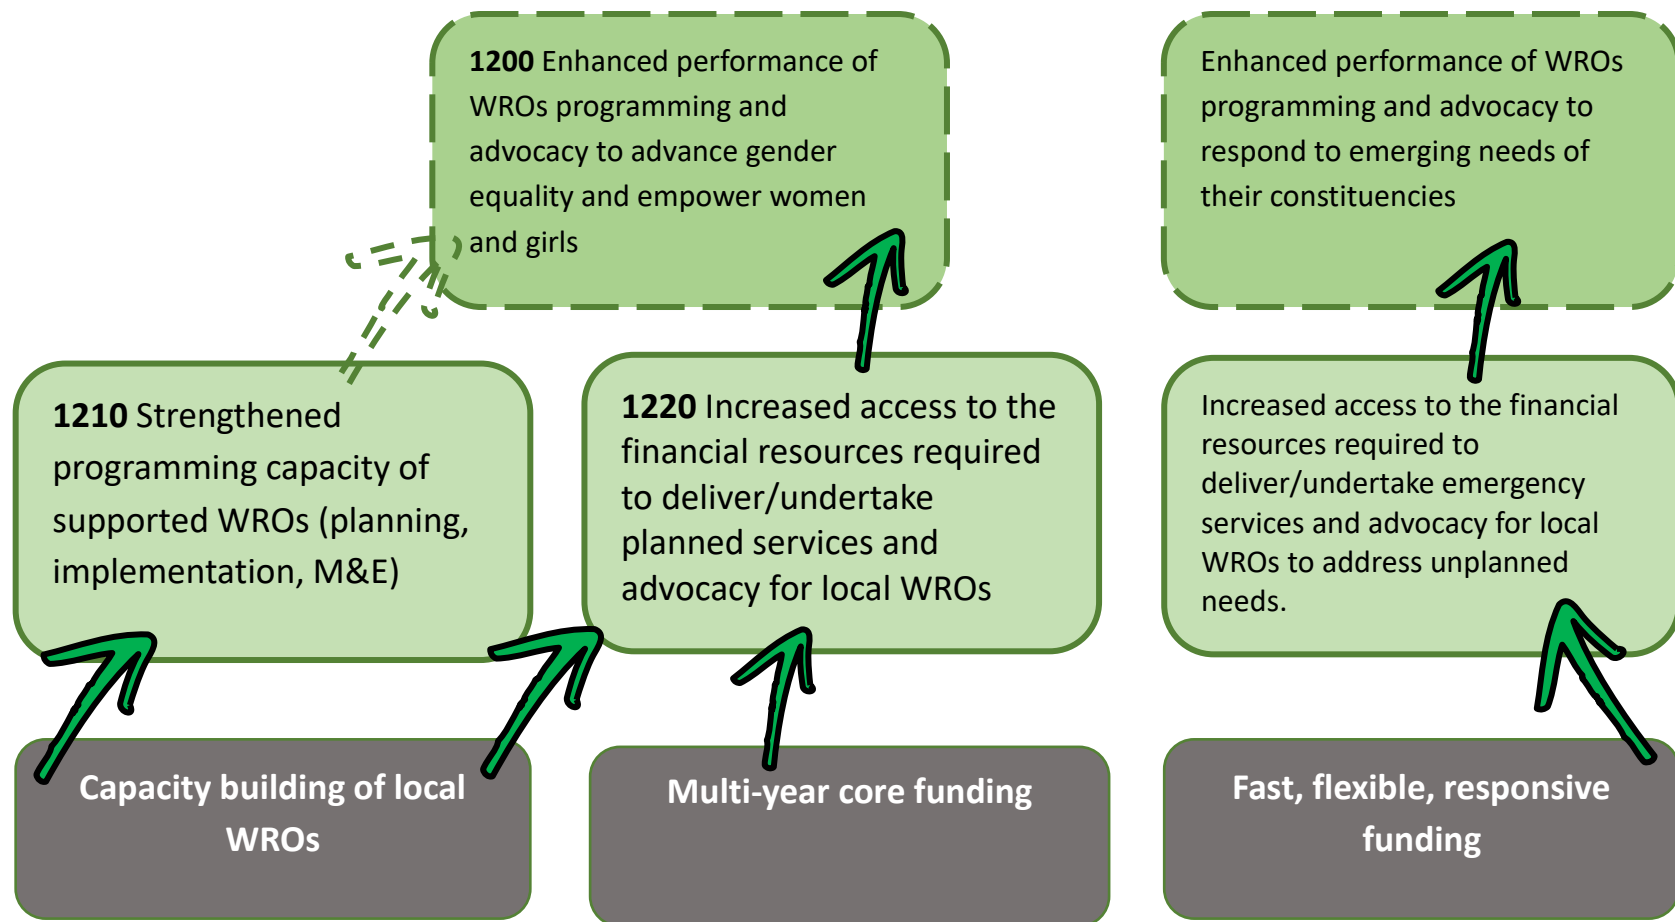 1200 Enhanced performance of
WROs programming and
advocacy to advance gender
equality and empower women
and girls
Enhanced performance of WROs
programming and advocacy to
respond to emerging needs of
their constituencies
1210 Strengthened
programming capacity of
supported WROs (planning,
implementation, M&E)
1220 Increased access to the
financial resources required
to deliver/undertake
planned services and
advocacy for local WROs
Increased access to the financial
resources required to
deliver/undertake emergency
services and advocacy for local
WROs to address unplanned
needs.
Capacity building of local
WROs
Multi-year core funding
Fast, flexible, responsive
funding